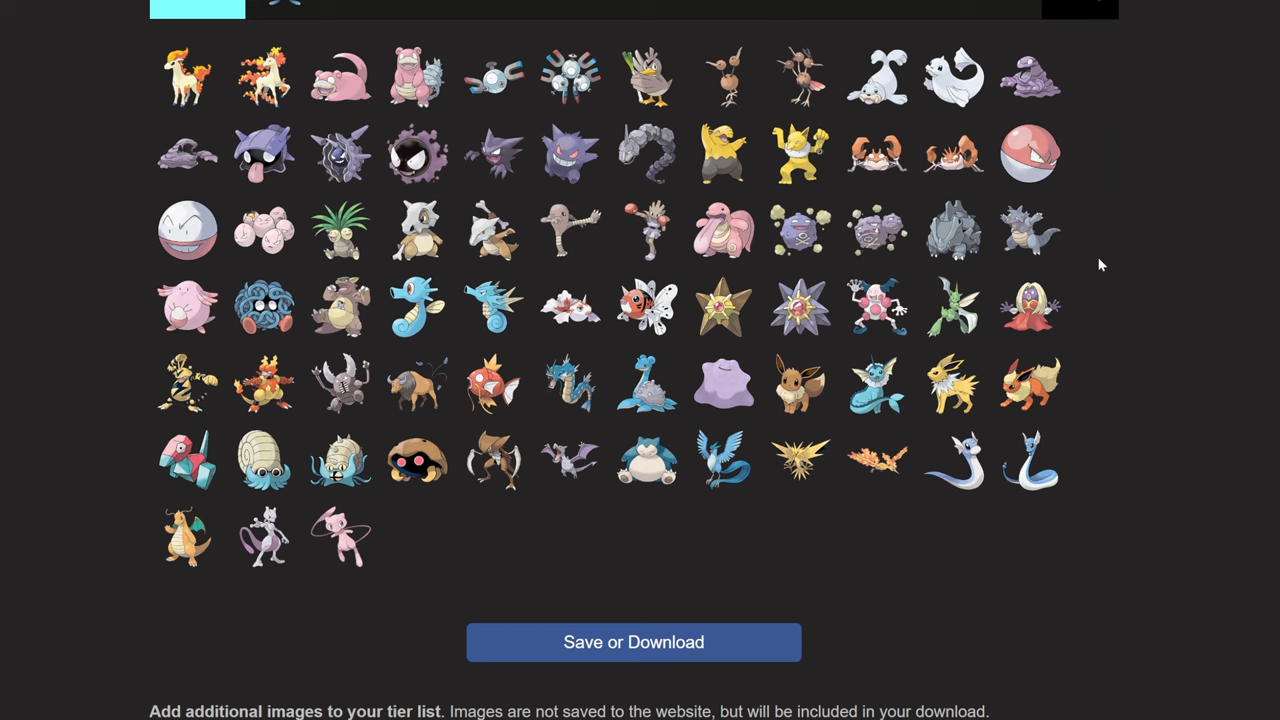 Save or Download
Add additional images to your tier list. Images are not saved to the website, but will be included in your download.